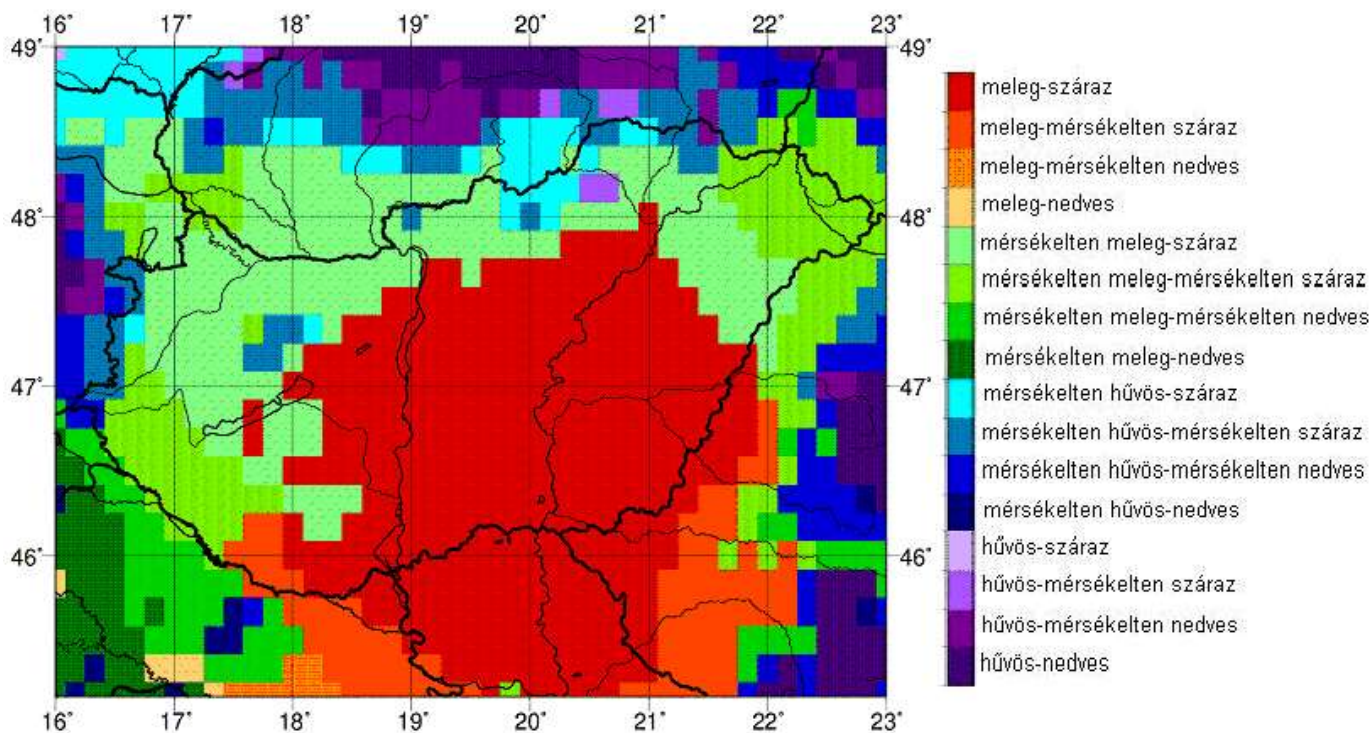 16° 17° 18° 19° 20° 21° 22° 23°
49° 49°
48° 48°
47° 47°
46° 46°
16° 17° 18° 19° 20° 21° 22° 23°
meleg-száraz
meleg-mérsékelten száraz
meleg-mérsékelten nedves
meleg-nedves
mérsékelten meleg-száraz
mérsékelten meleg-mérsékelten száraz
mérsékelten meleg-mérsékelten nedves
mérsékelten meleg-nedves
mérsékelten hűvös-száraz
mérsékelten hűvös-mérsékelten száraz
mérsékelten hűvös-mérsékelten nedves
mérsékelten hűvös-nedves
hűvös-száraz
hűvös-mérsékelten száraz
hűvös-mérsékelten nedves
hűvös-nedves